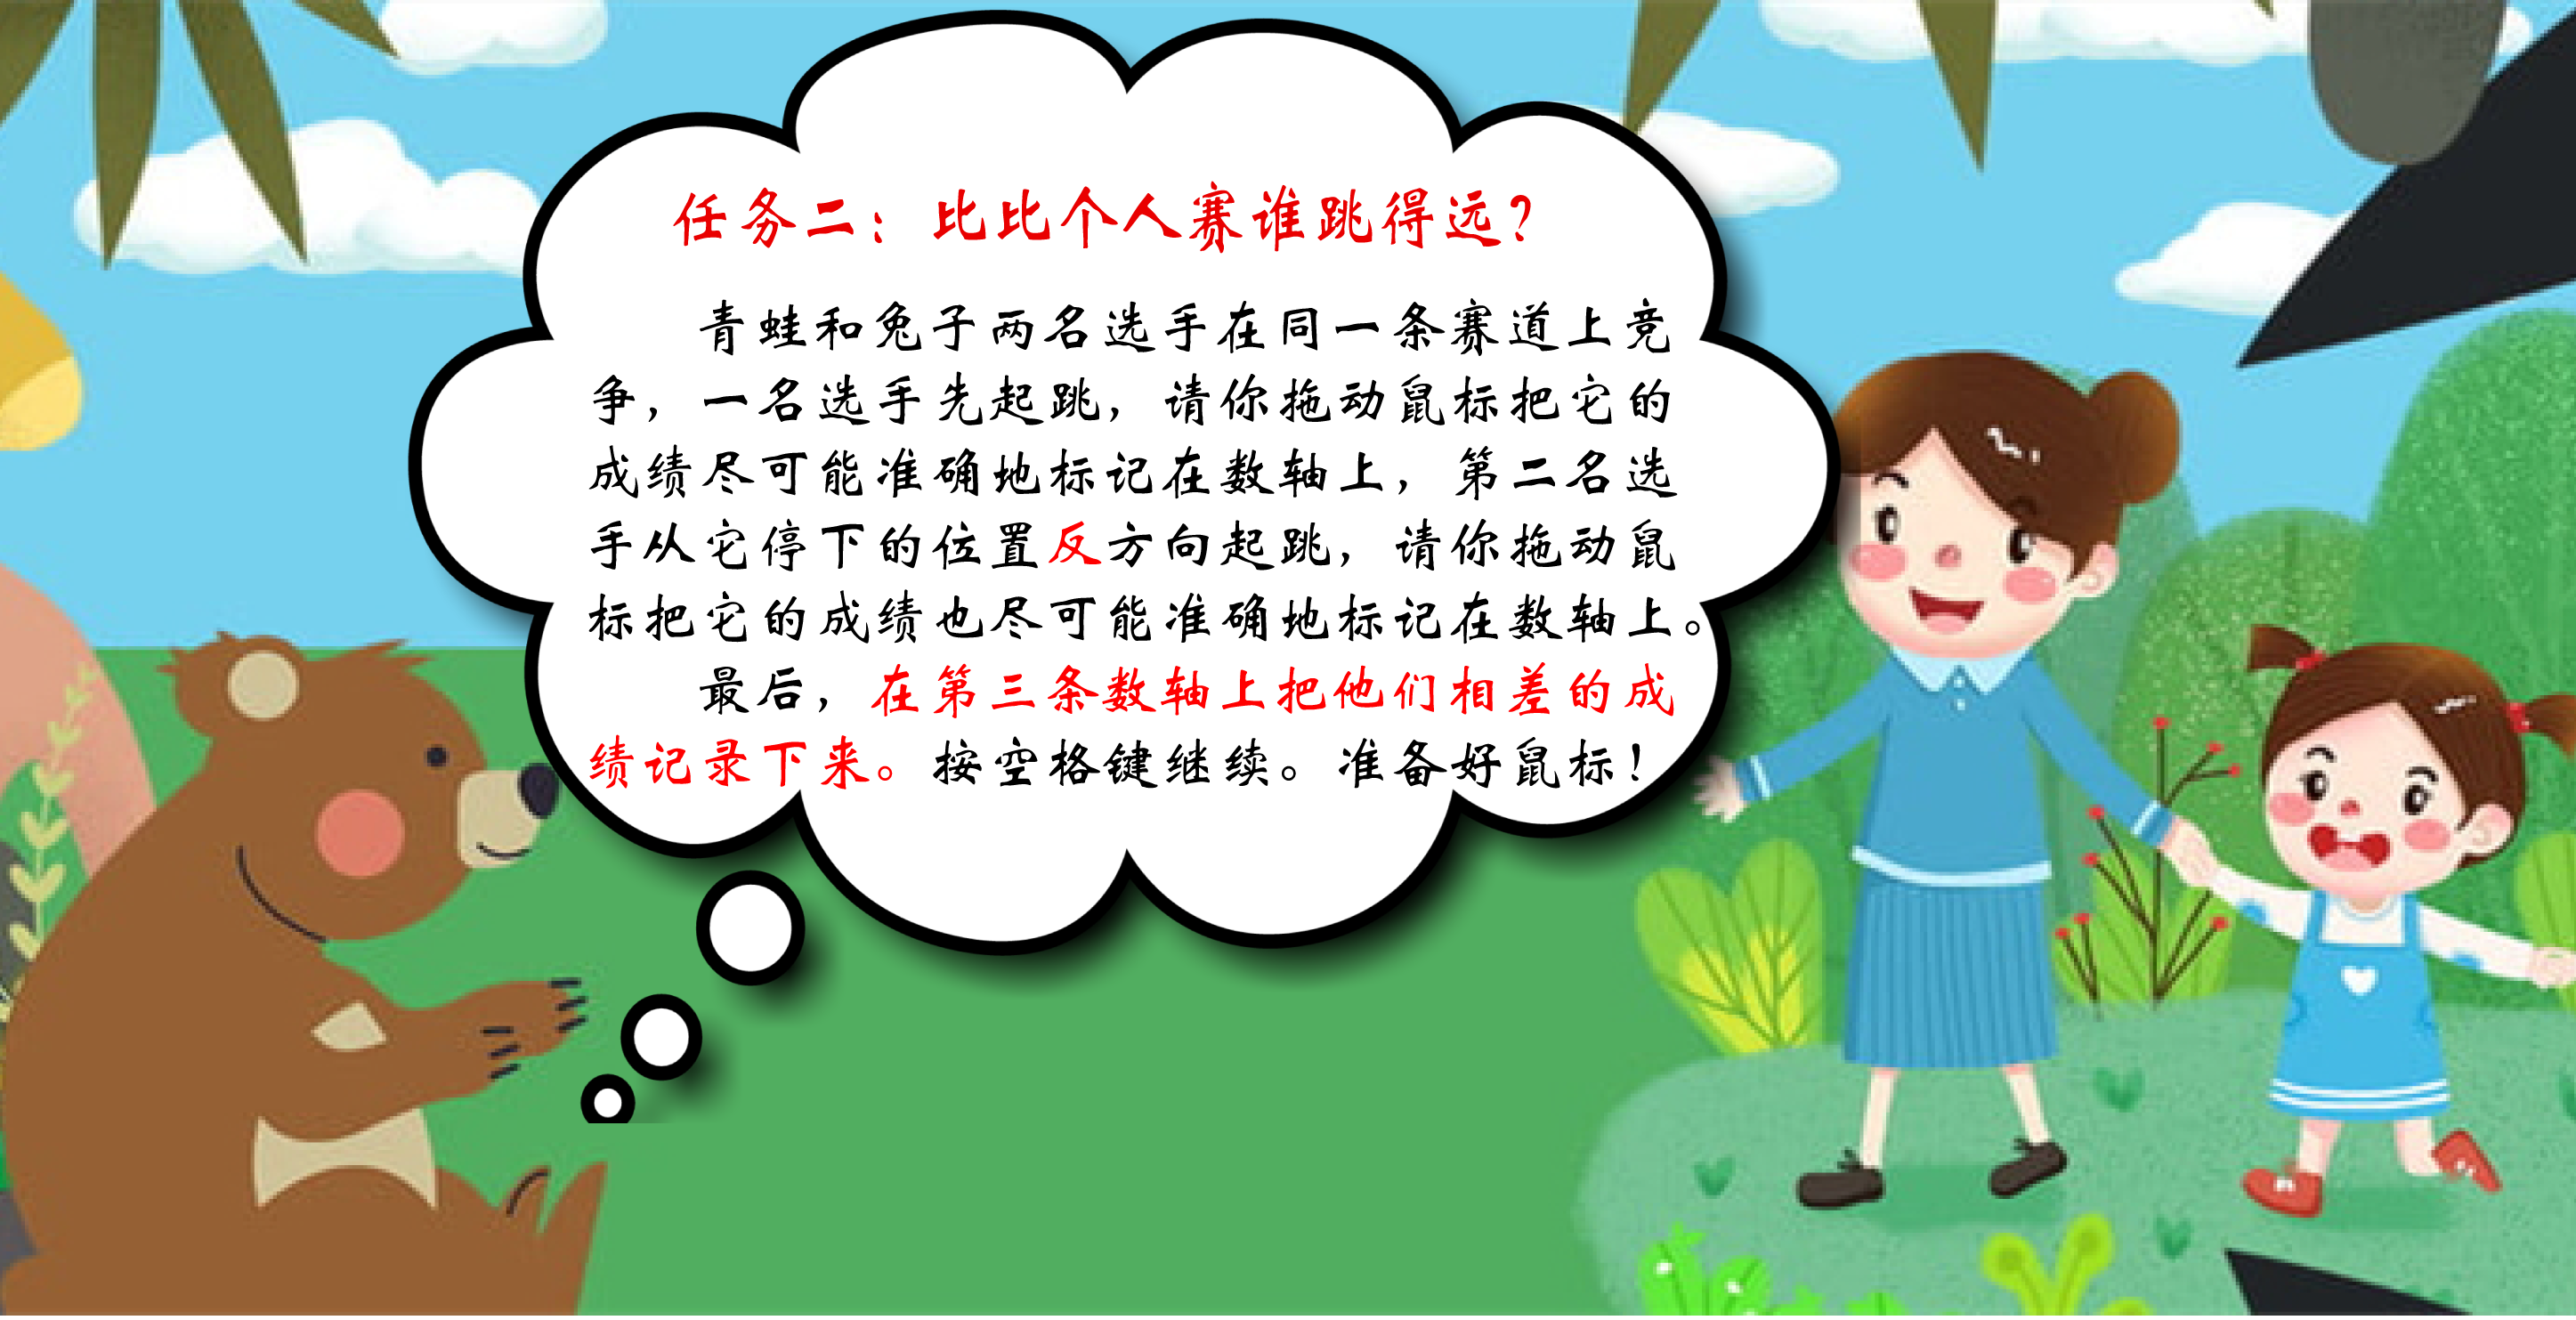 任务二：比比个人赛谁跳得远？
青蛙和兔子两名选手在同一条赛道上竞
争，一名选手先起跳，请你拖动鼠标把它的
成绩尽可能准确地标记在数轴上，第二名选
手从它停下的位置反方向起跳，请你拖动鼠
标把它的成绩也尽可能准确地标记在数轴上。
最后，在第三条数轴上把他们相差的成
绩记录下来。按空格键继续。准备好鼠标！